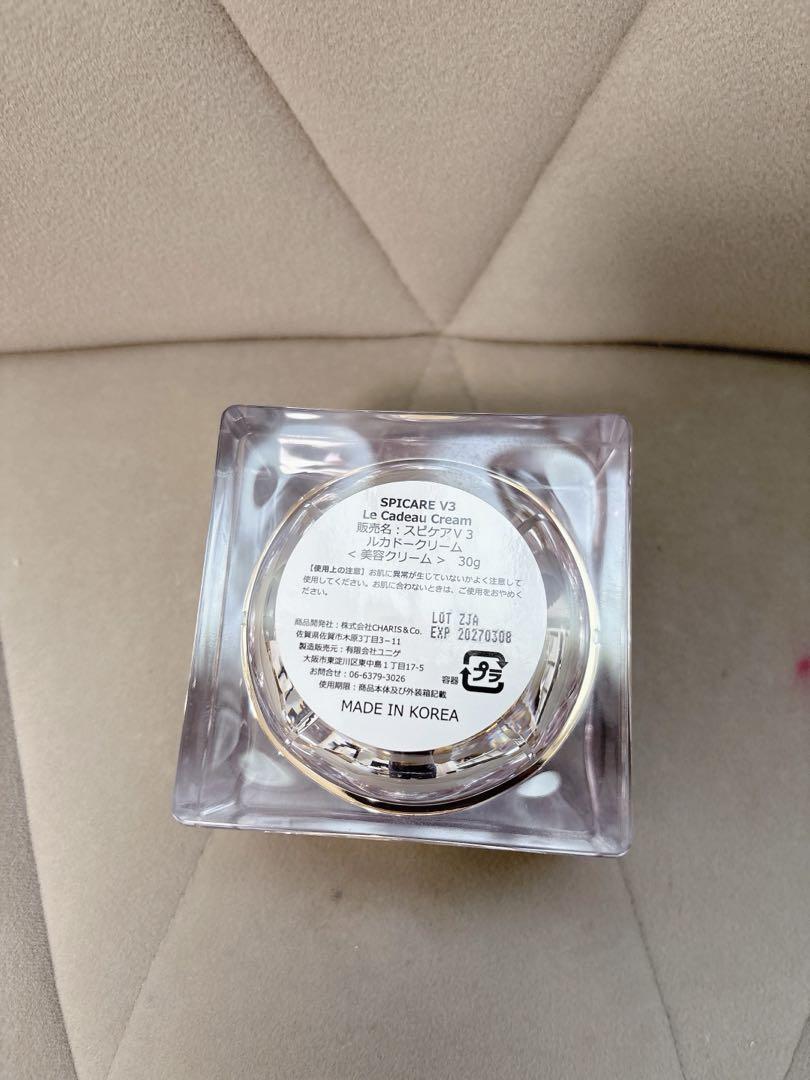 SPICARE V3
Le Cadeau Cream
販売名：スピケアV 3
ルカドークリーム
< 美容クリーム >　30g
【使用上の注意】お肌に異常が生じていないかよく注意して
使用してください。お肌に合わないときは、ご使用をおやめく
ださい。
LOT ZJA
EXP 20270308
商品開発社：株式会社CHARIS＆Co.
佐賀県佐賀市木原3丁目3−11
製造販売元：有限会社ユニゲ
大阪市東淀川区東中島１丁目17-5
お問合せ：06-6379-3026
使用期限：商品本体及び外装箱記載
容器 プラ
MADE IN KOREA